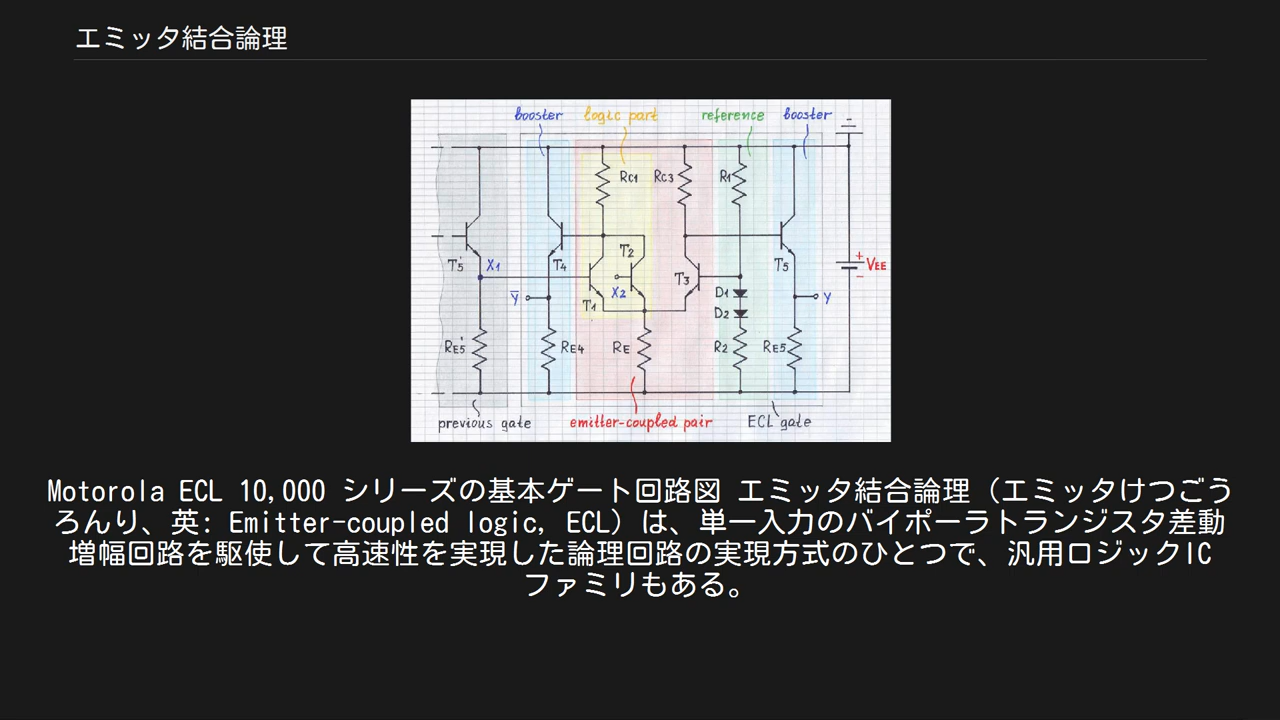 エミッタ結合論理
booster logic part reference booster
RC1 RC3 R1
T2
T5' X1 T4 T3 T5 + VEE
X2 D1 −
Y T1 D2 Y
RE5' RE4 RE R2 RE5
previous gate emitter-coupled pair ECL gate
Motorola ECL 10,000 シリーズの基本ゲート回路図 エミッタ結合論理（エミッタけつごう
ろんり、英: Emitter-coupled logic, ECL）は、単一入力のバイポーラトランジスタ差動
増幅回路を駆使して高速性を実現した論理回路の実現方式のひとつで、汎用ロジックIC
ファミリもある。